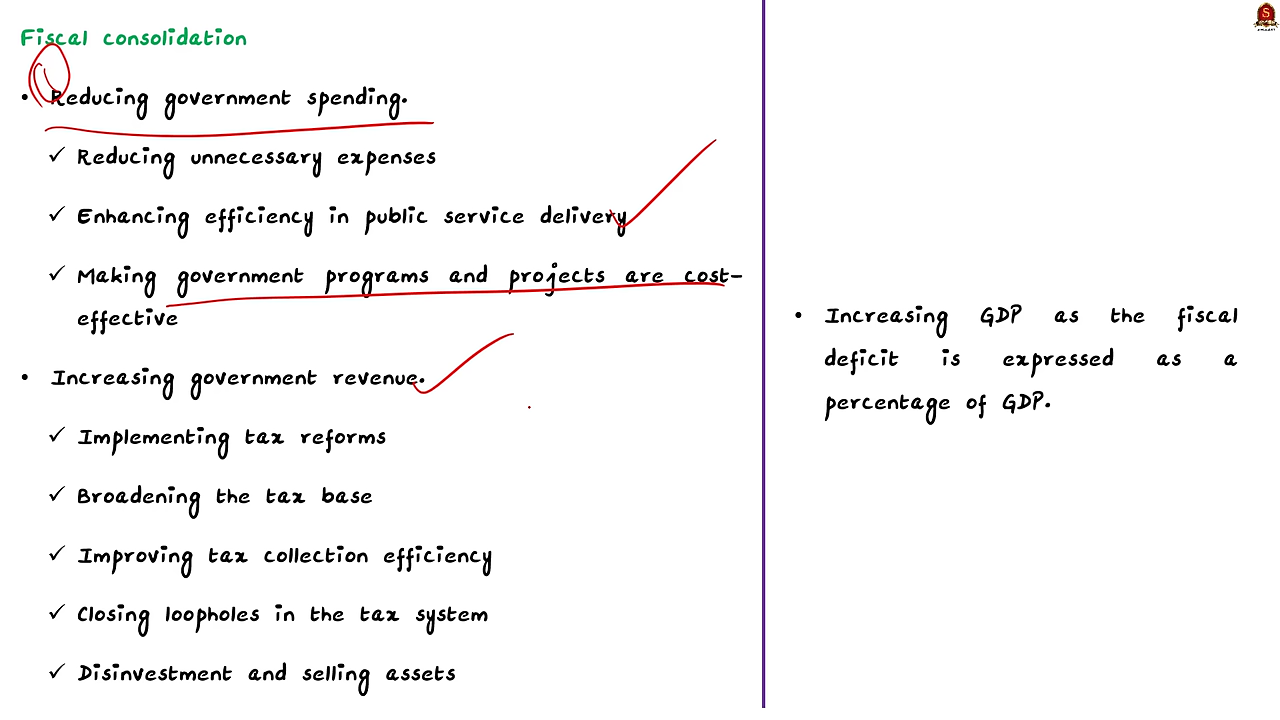 Fiscal consolidation
• Reducing government spending.
✓ Reducing unnecessary expenses
✓ Enhancing efficiency in public service delivery
✓ Making government programs and projects are cost-
effective
• Increasing government revenue.
✓ Implementing tax reforms
✓ Broadening the tax base
✓ Improving tax collection efficiency
✓ Closing loopholes in the tax system
✓ Disinvestment and selling assets
• Increasing GDP as the fiscal
deficit is expressed as a
percentage of GDP.
S